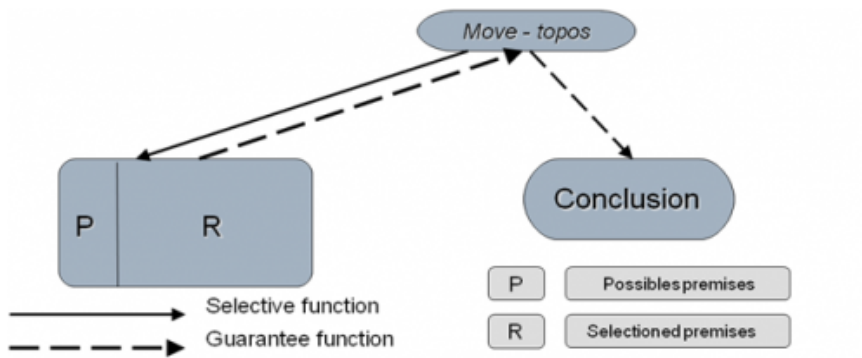 Move - topos
P
R
Conclusion
P
Possibles premises
R
Selectioned premises
Selective function
Guarantee function